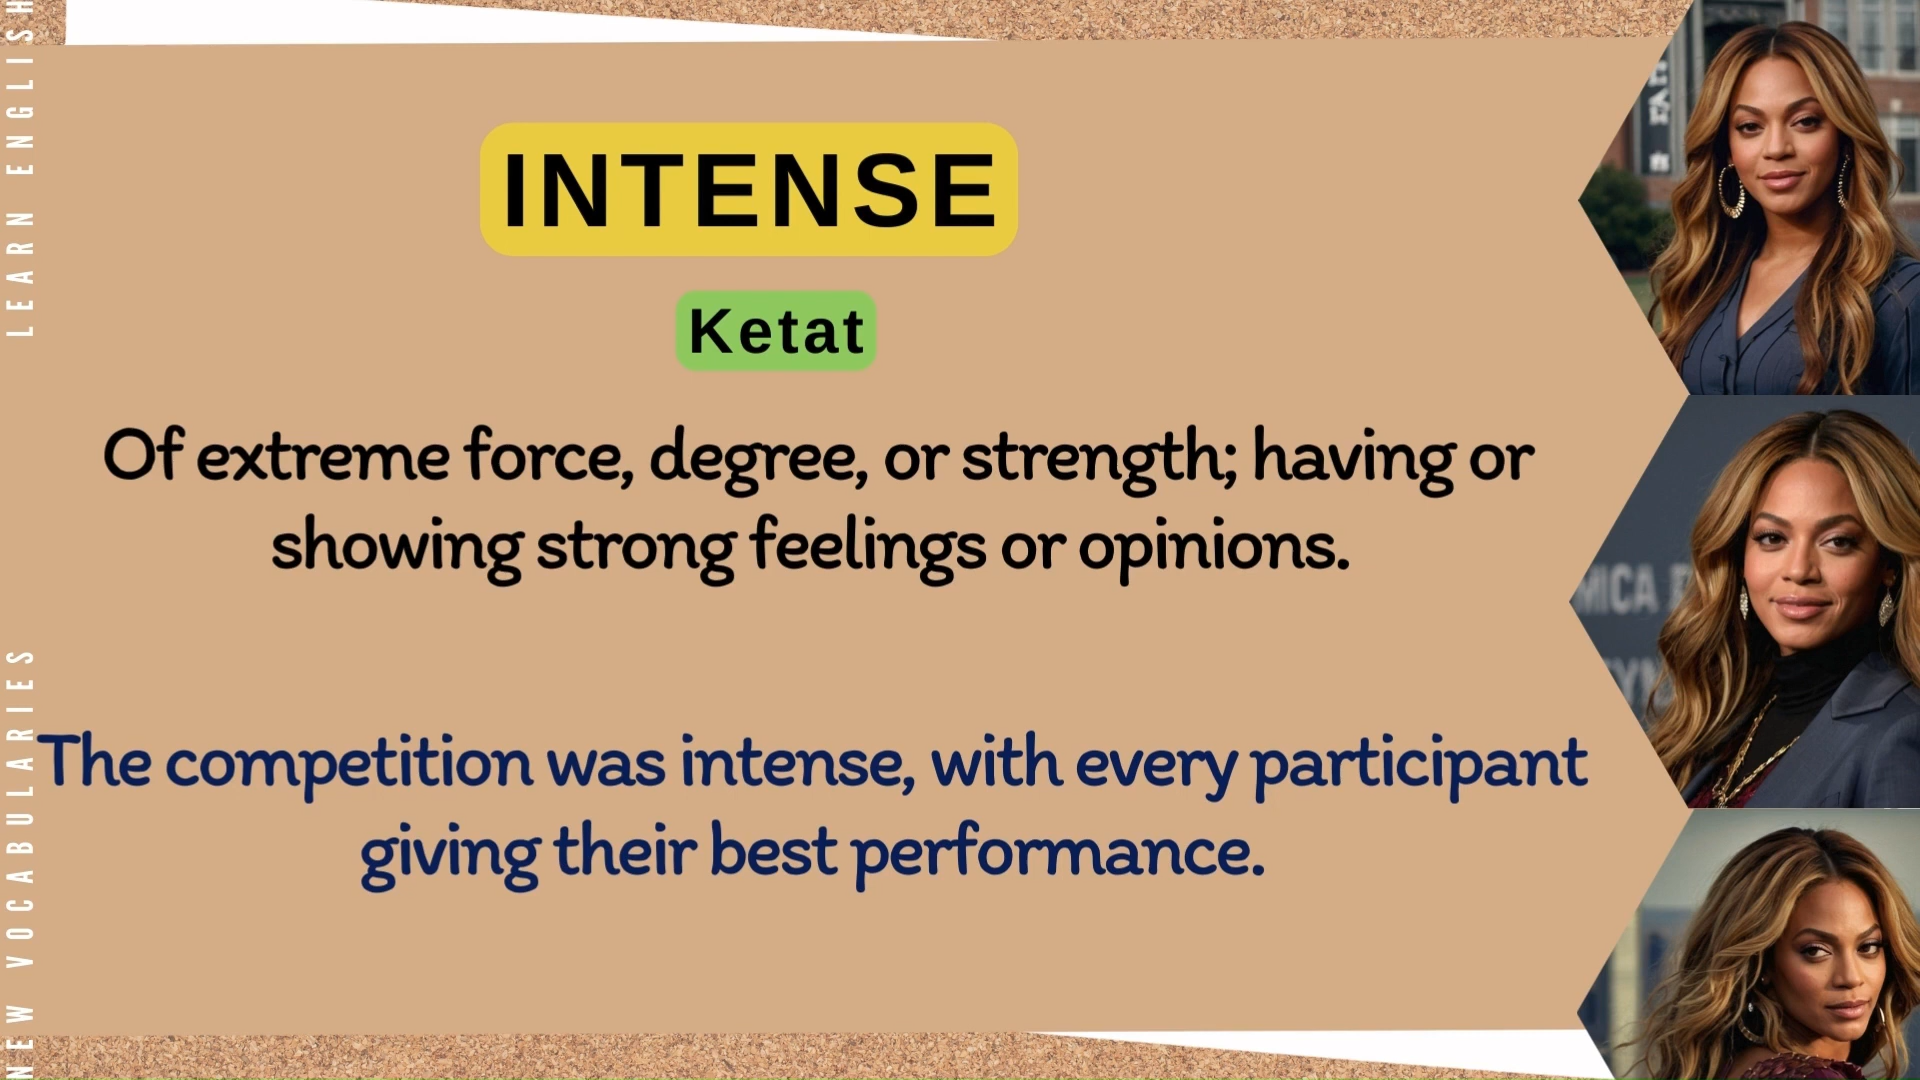 LEARN ENGLISH
NEW VOCABULARIES
INTENSE
Ketat
Of extreme force, degree, or strength; having or
showing strong feelings or opinions.
The competition was intense, with every participant
giving their best performance.
MICA